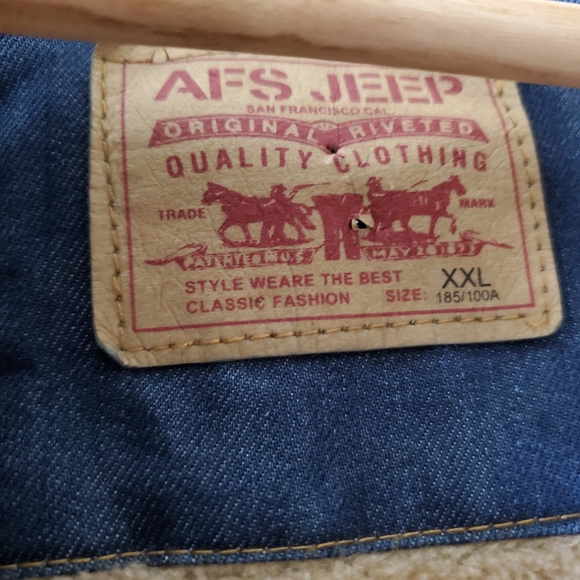 AFS JEEP
SAN FRANCISCO CAL.
ORIGINAL RIVETED
QUALITY CLOTHING
TRADE MARK
STYLE WEARE THE BEST
CLASSIC FASHION SIZE: XXL
185/100A